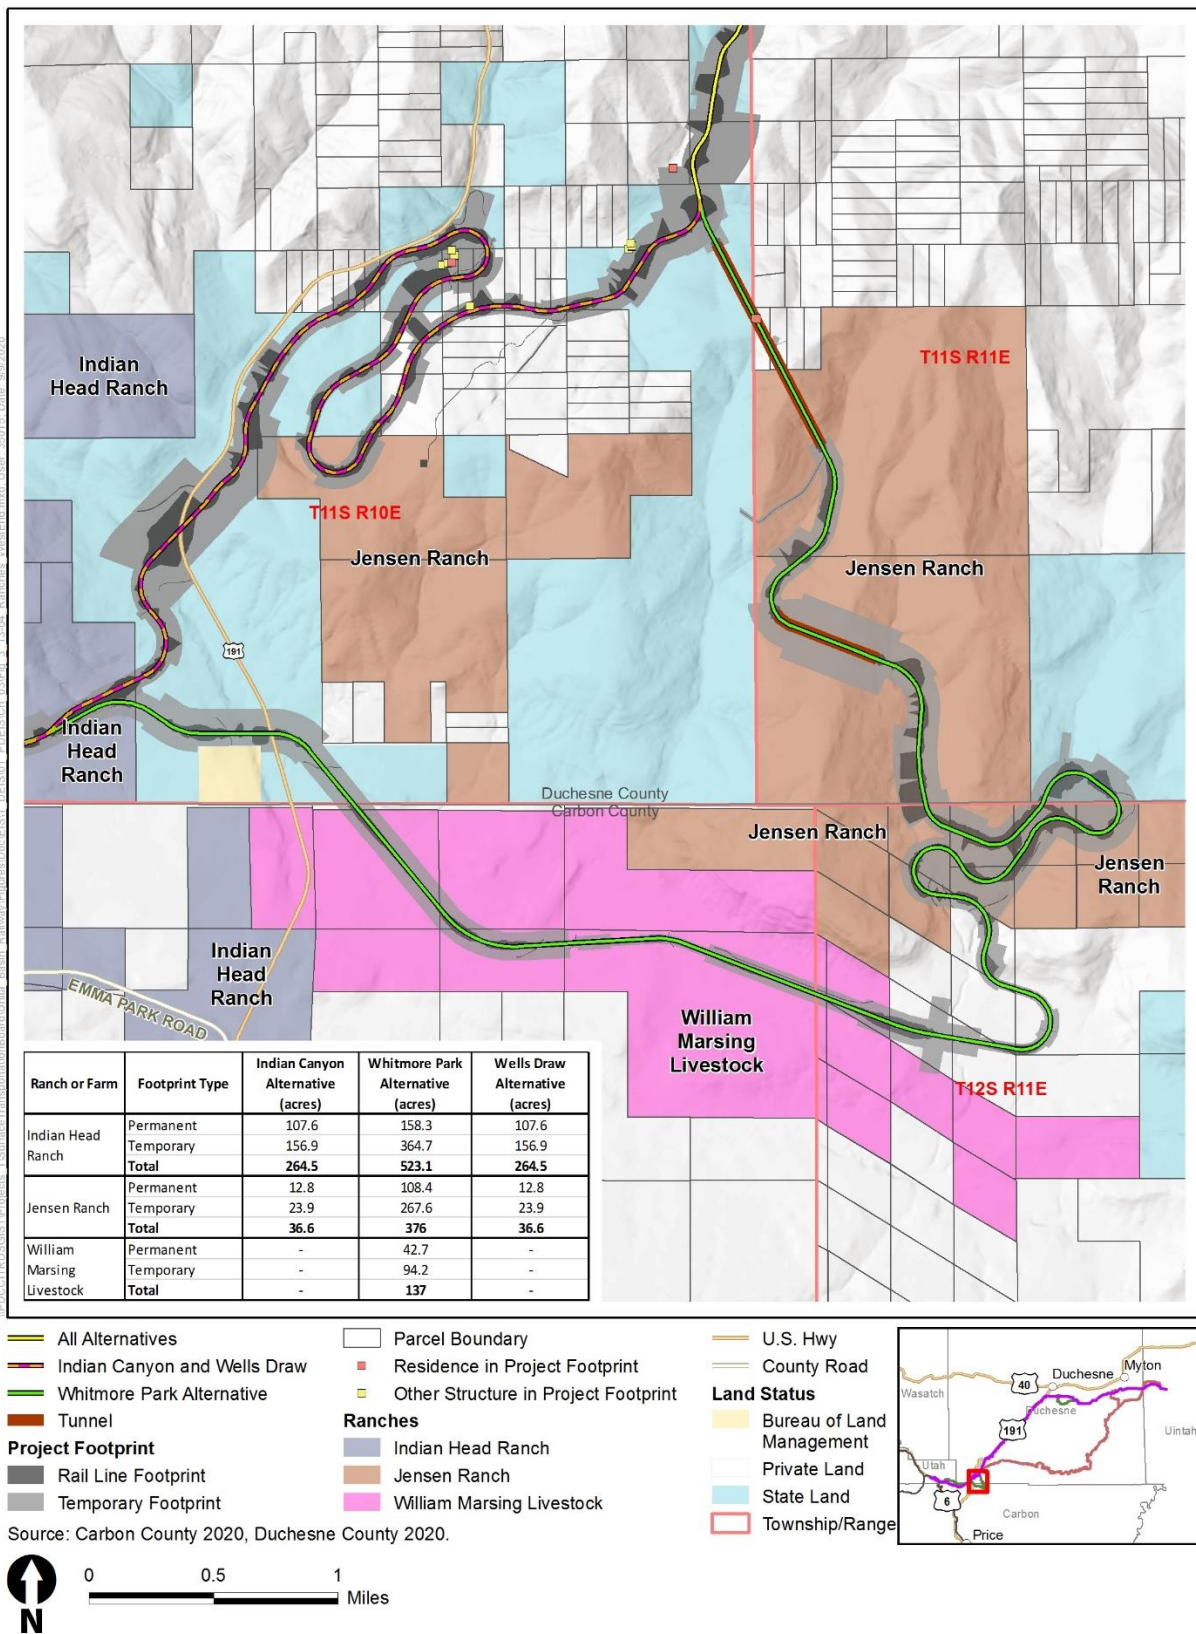 Indian
Head Ranch
T11S R11E
T11S R10E
Jensen Ranch
Jensen Ranch
191
Indian
Head
Ranch
Duchesne County
Carbon County
Jensen Ranch
Jensen
Ranch
Indian
Head
Ranch
EMMA PARK ROAD
William
Marsing
Livestock
T12S R11E
Ranch or Farm Footprint Type Indian Canyon Alternative (acres) Whitmore Park Alternative (acres) Wells Draw Alternative (acres)
Indian Head Ranch Permanent 107.6 158.3 107.6
Temporary 156.9 364.7 156.9
Total 264.5 523.1 264.5
Jensen Ranch Permanent 12.8 108.4 12.8
Temporary 23.9 267.6 23.9
Total 36.6 376 36.6
William Marsing Livestock Permanent - 42.7 -
Temporary - 94.2 -
Total - 137 -
All Alternatives
Indian Canyon and Wells Draw
Whitmore Park Alternative
Tunnel
Project Footprint
Rail Line Footprint
Temporary Footprint
Parcel Boundary
Residence in Project Footprint
Other Structure in Project Footprint
Ranches
Indian Head Ranch
Jensen Ranch
William Marsing Livestock
U.S. Hwy
County Road
Land Status
Bureau of Land
Management
Private Land
State Land
Township/Range
Wasatch
40
Duchesne
Myton
Duchesne
191
Uintah
Utah
6
Carbon
Price
Source: Carbon County 2020, Duchesne County 2020.
N
0 0.5 1
Miles